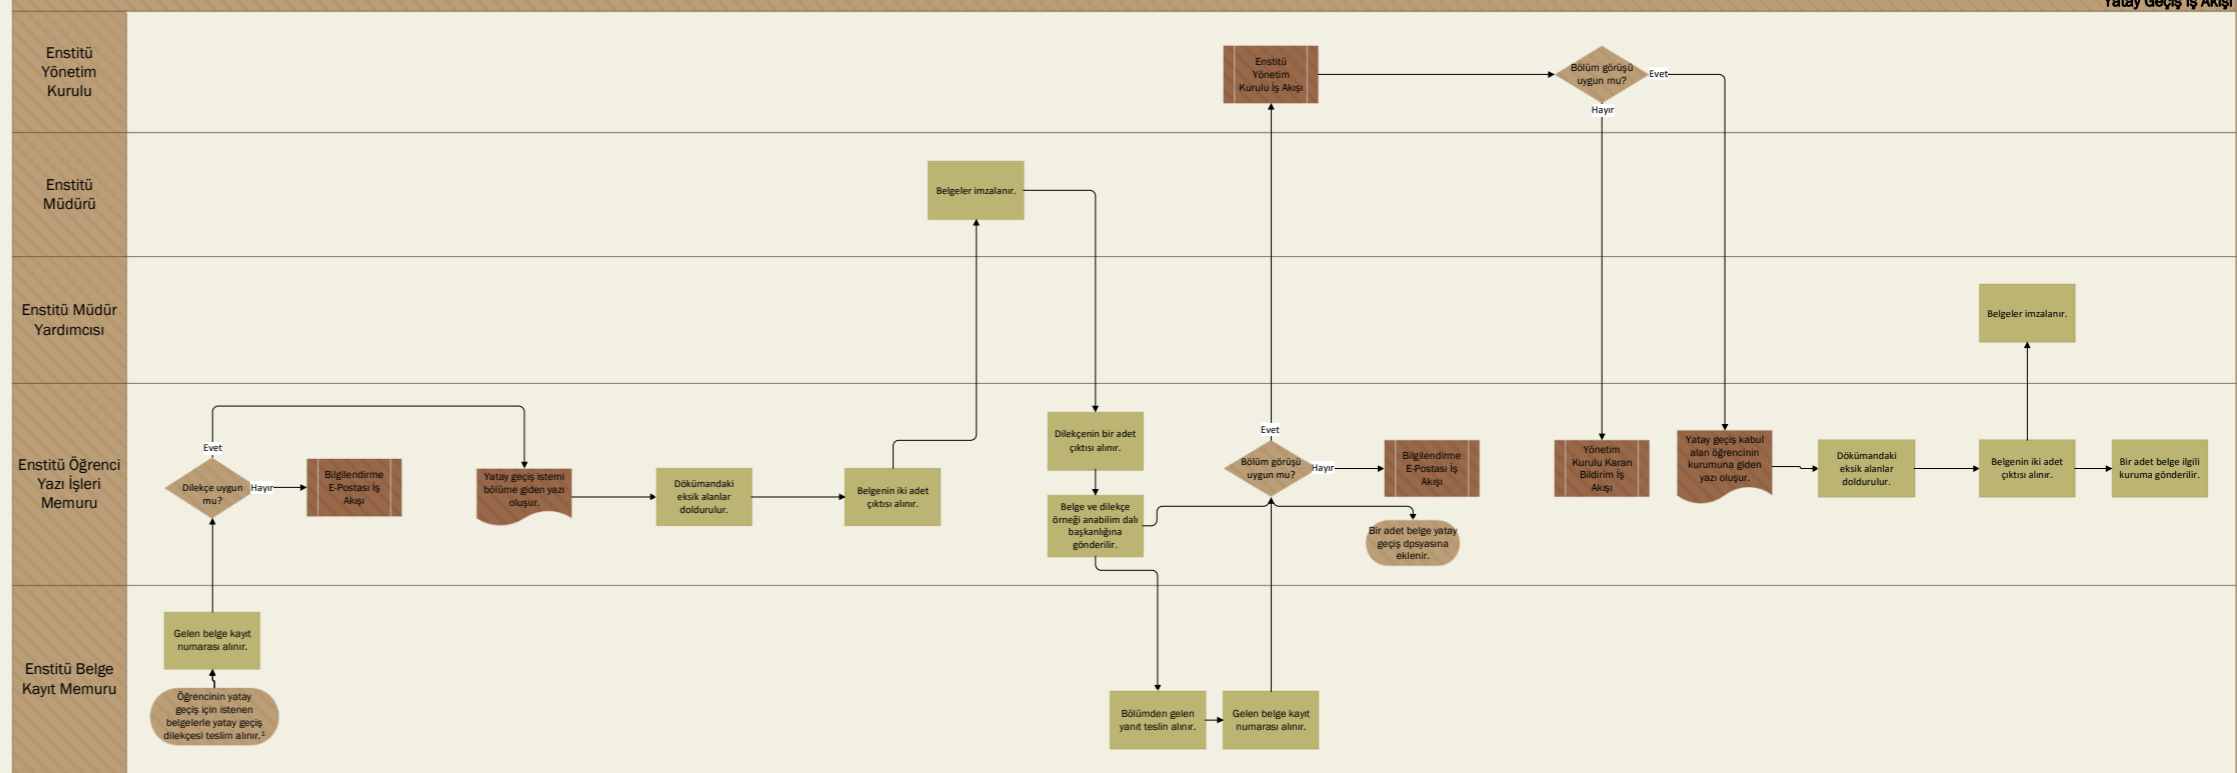 Yatay Geçiş İş Akışı
Enstitü
Yönetim
Kurulu
Enstitü
Yönetim
Kurulu İş Akışı
Bölüm görüşü
uygun mu?
Evet
Hayır
Enstitü
Müdürü
Belgeler imzalanır.
Enstitü Müdür
Yardımcısı
Belgeler imzalanır.
Enstitü Öğrenci
Yazı İşleri
Memuru
Evet
Dilekçe uygun
mu?
Hayır
Bilgilendirme
E-Postası İş
Akışı
Yatay geçiş istemi
bölüme giden yazı
oluşur.
Dökümandaki
eksik alanlar
doldurulur.
Belgenin iki adet
çıktısı alınır.
Dilekçenin bir adet
çıktısı alınır.
Belge ve dilekçe
örneği anabilim dalı
başkanlığına
gönderilir.
Evet
Bölüm görüşü
uygun mu?
Hayır
Bilgilendirme
E-Postası İş
Akışı
Bir adet belge yatay
geçiş dpsyasına
eklenir.
Yönetim
Kurulu Kararı
Bildirim İş
Akışı
Yatay geçiş kabul
alan öğrencinin
kurumuna giden
yazı oluşur.
Dökümandaki
eksik alanlar
doldurulur.
Belgenin iki adet
çıktısı alınır.
Bir adet belge ilgili
kuruma gönderilir.
Enstitü Belge
Kayıt Memuru
Gelen belge kayıt
numarası alınır.
Öğrencinin yatay
geçiş için istenen
belgelerle yatay geçiş
dilekçesi teslim alınır.¹
Bölümden gelen
yanıt teslin alınır.
Gelen belge kayıt
numarası alınır.